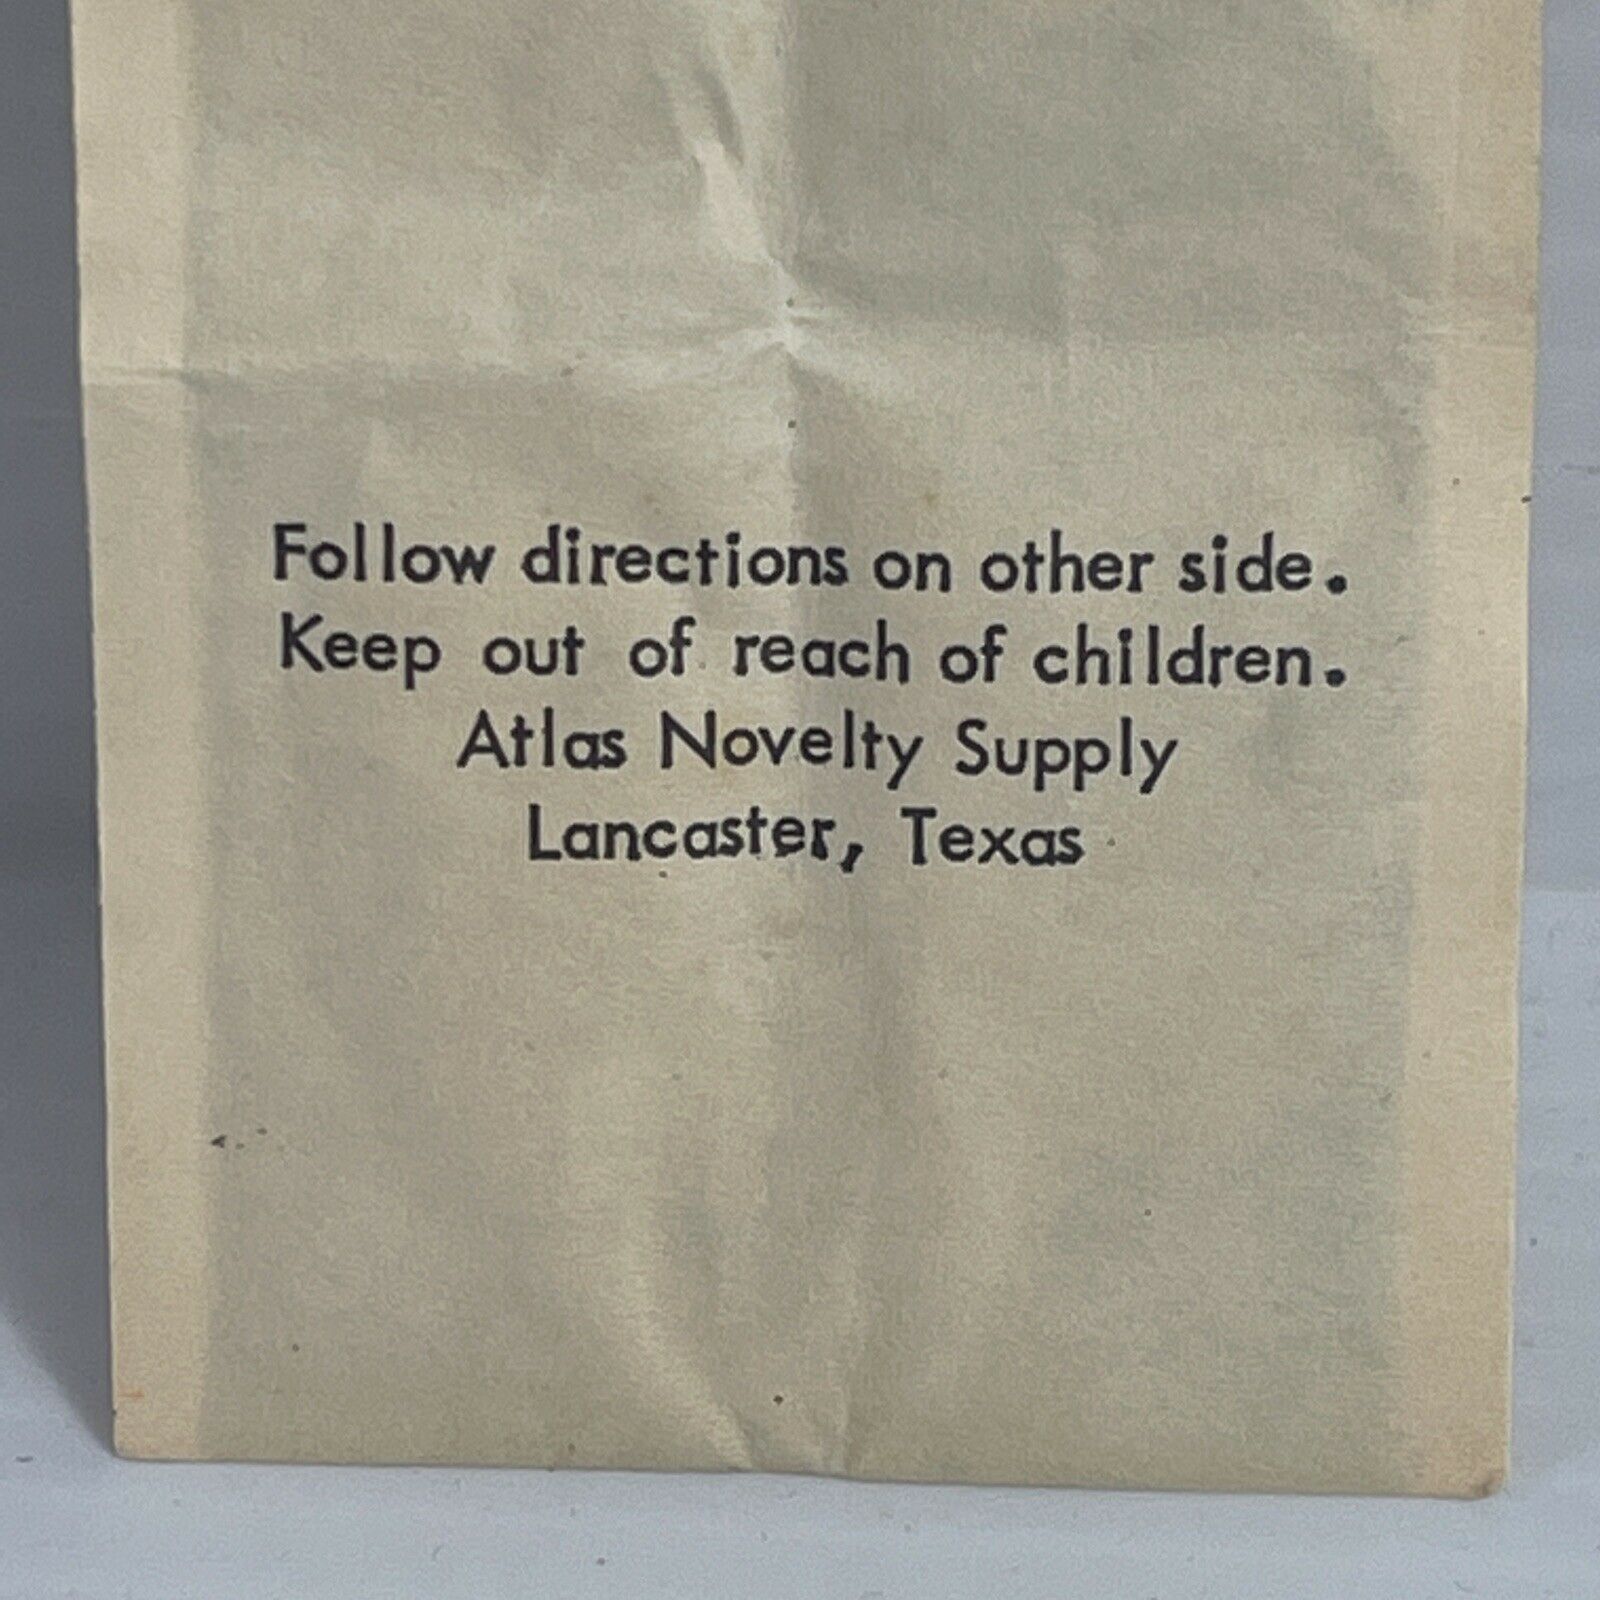 Follow directions on other side.
Keep out of reach of children.
Atlas Novelty Supply
Lancaster, Texas